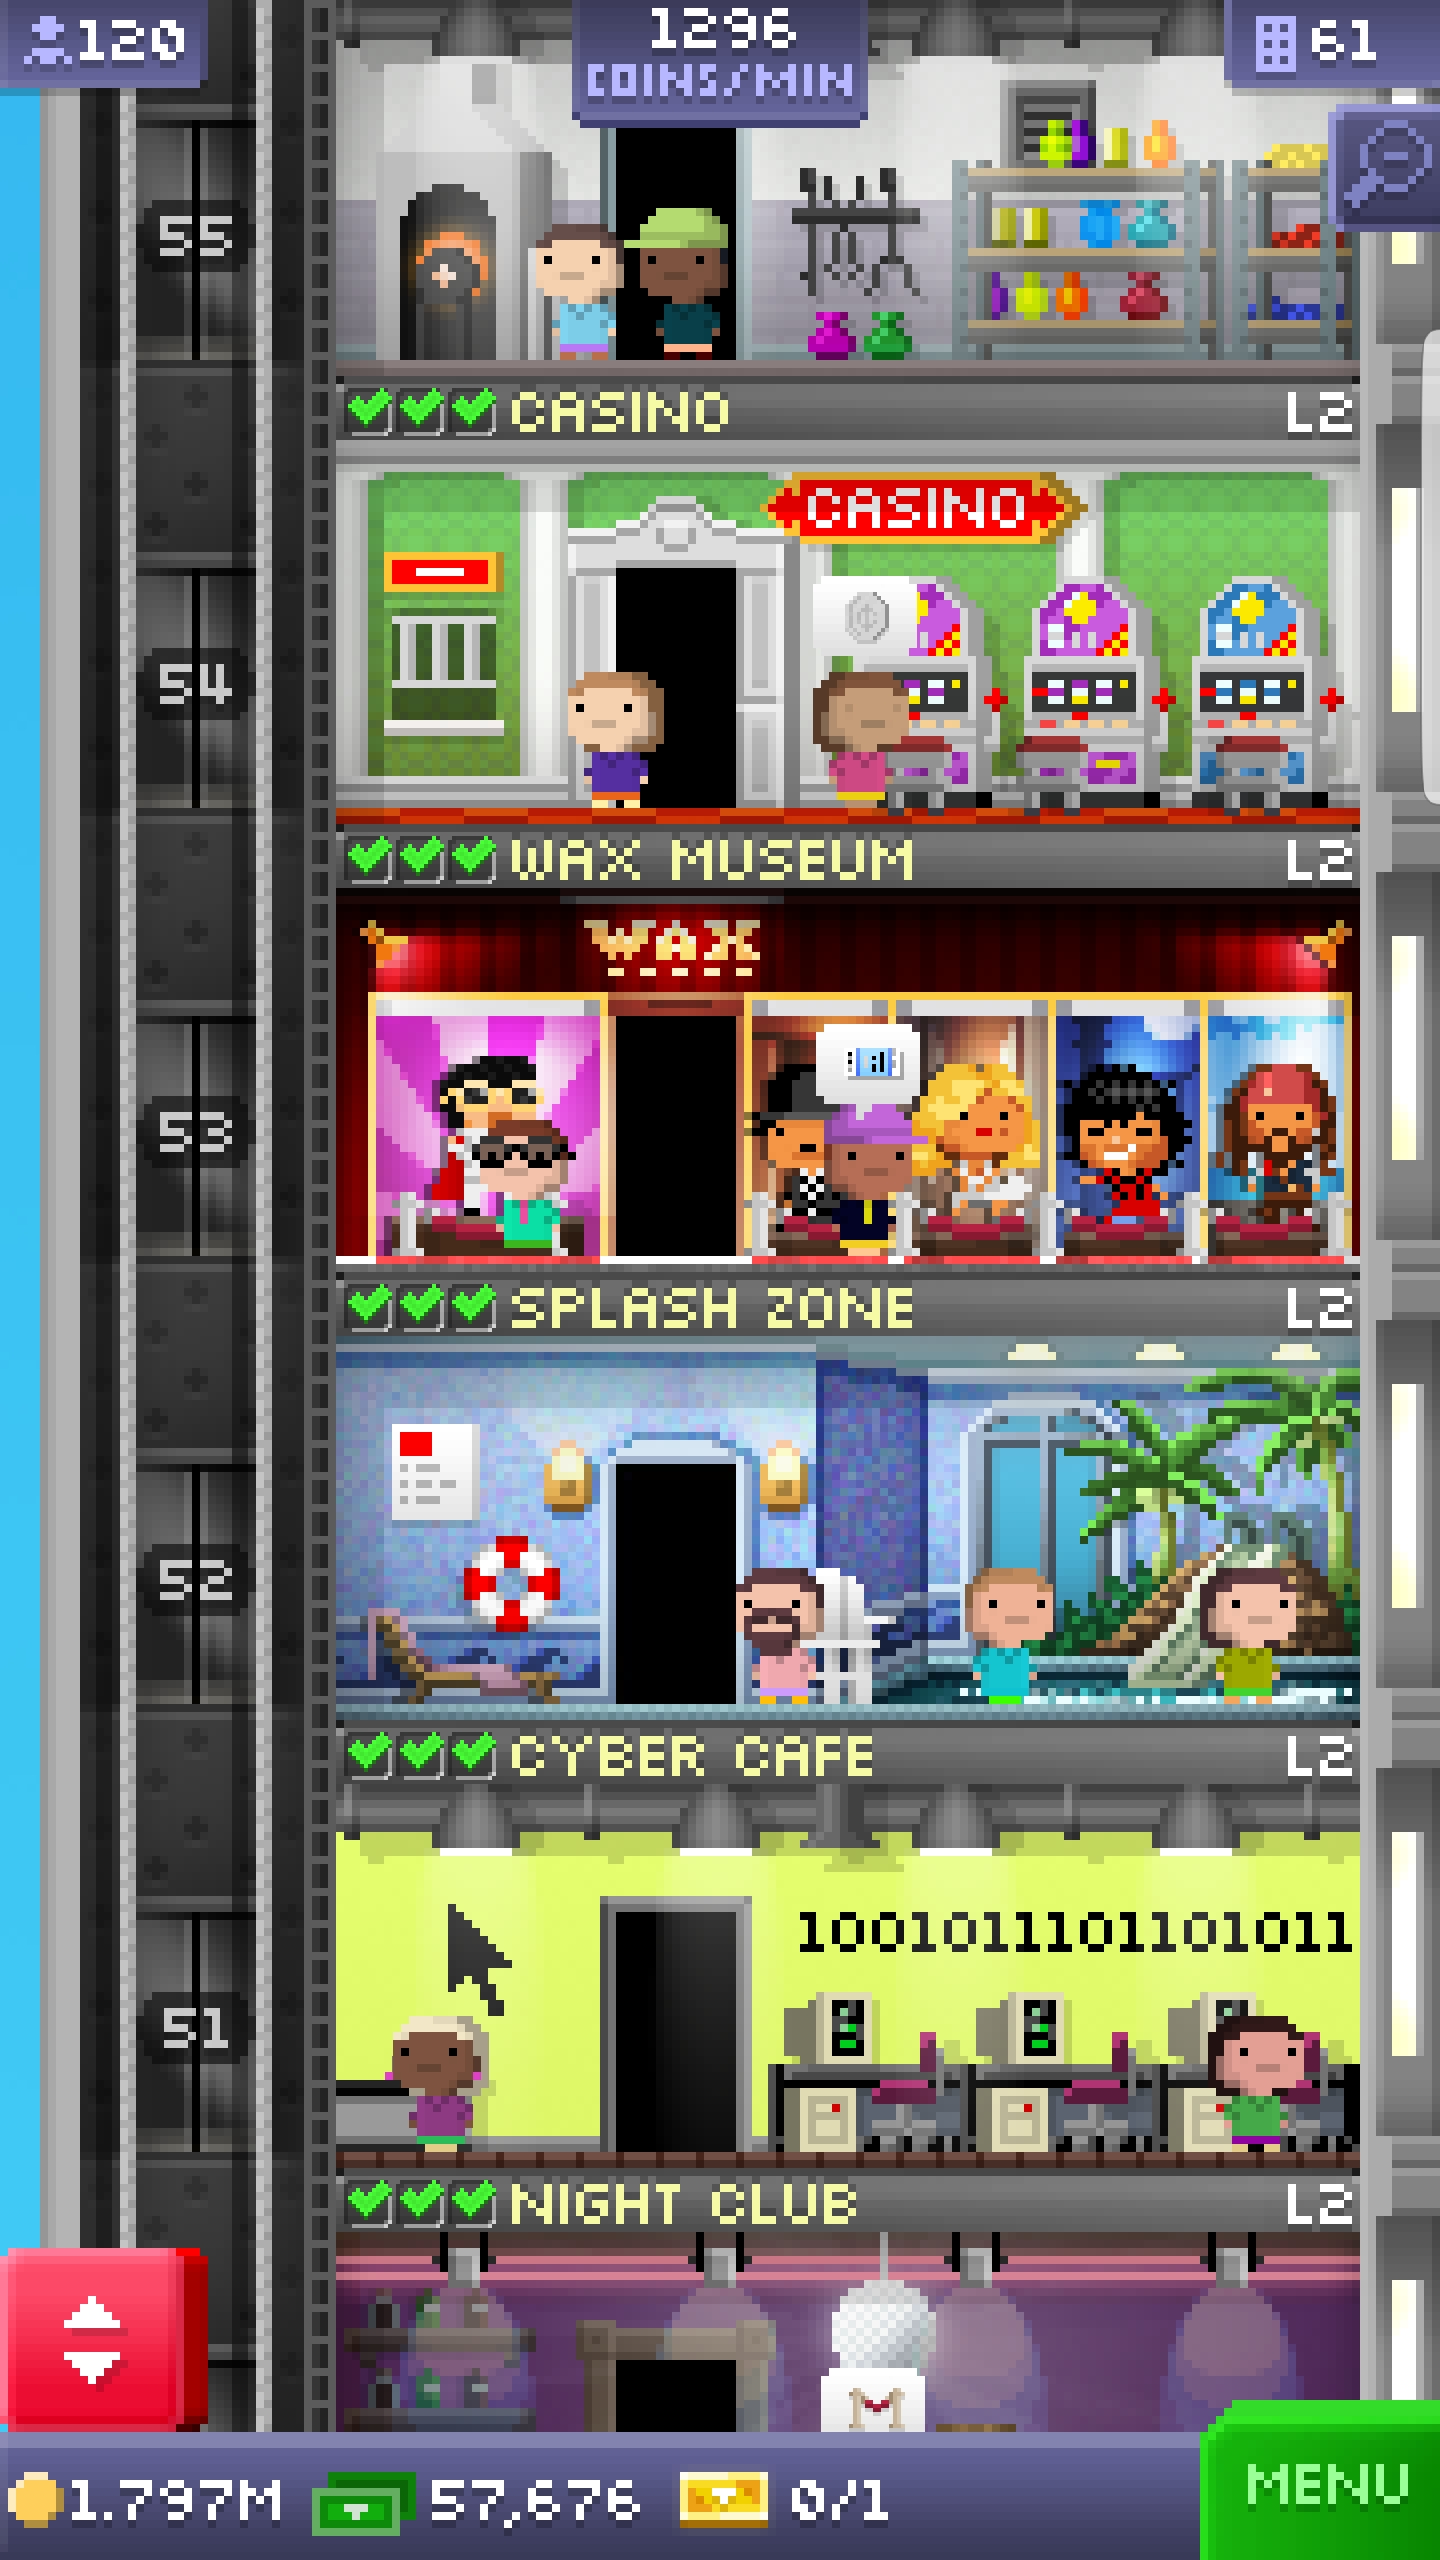 120
1296
COINS/MIN
61
55
CASINO L2
CASINO
54
WAX MUSEUM L2
WAX
53
SPLASH ZONE L2
52
CYBER CAFE L2
1001011101101011
51
NIGHT CLUB L2
1.797M 57,676 0/1
MENU